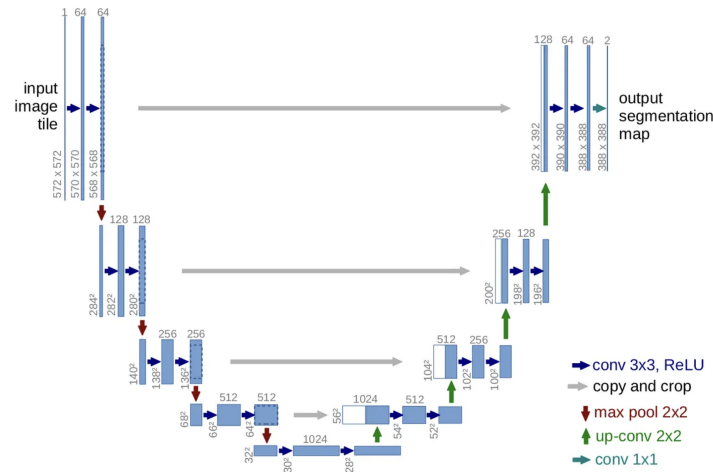 1
64
64
128
64
64
2
input
image
tile
output
segmentation
map
572 x 572
570 x 570
568 x 568
392 x 392
390 x 390
388 x 388
388 x 388
128
128
256
128
284²
282²
280²
200²
198²
196²
256
256
512
256
140²
138²
136²
104²
102²
100²
conv 3x3, ReLU
copy and crop
max pool 2x2
up-conv 2x2
conv 1x1
512
512
1024
512
68²
66²
64²
56²
54²
52²
1024
32²
30²
28²